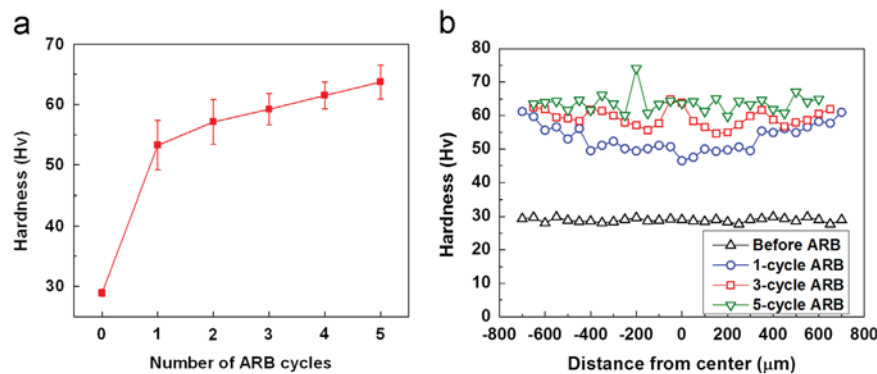 a
70
60
50
40
30
Hardness (Hv)
0 1 2 3 4 5
Number of ARB cycles
b
80
70
60
50
40
30
20
10
0
Hardness (Hv)
Before ARB
1-cycle ARB
3-cycle ARB
5-cycle ARB
-800 -600 -400 -200 0 200 400 600 800
Distance from center (μm)